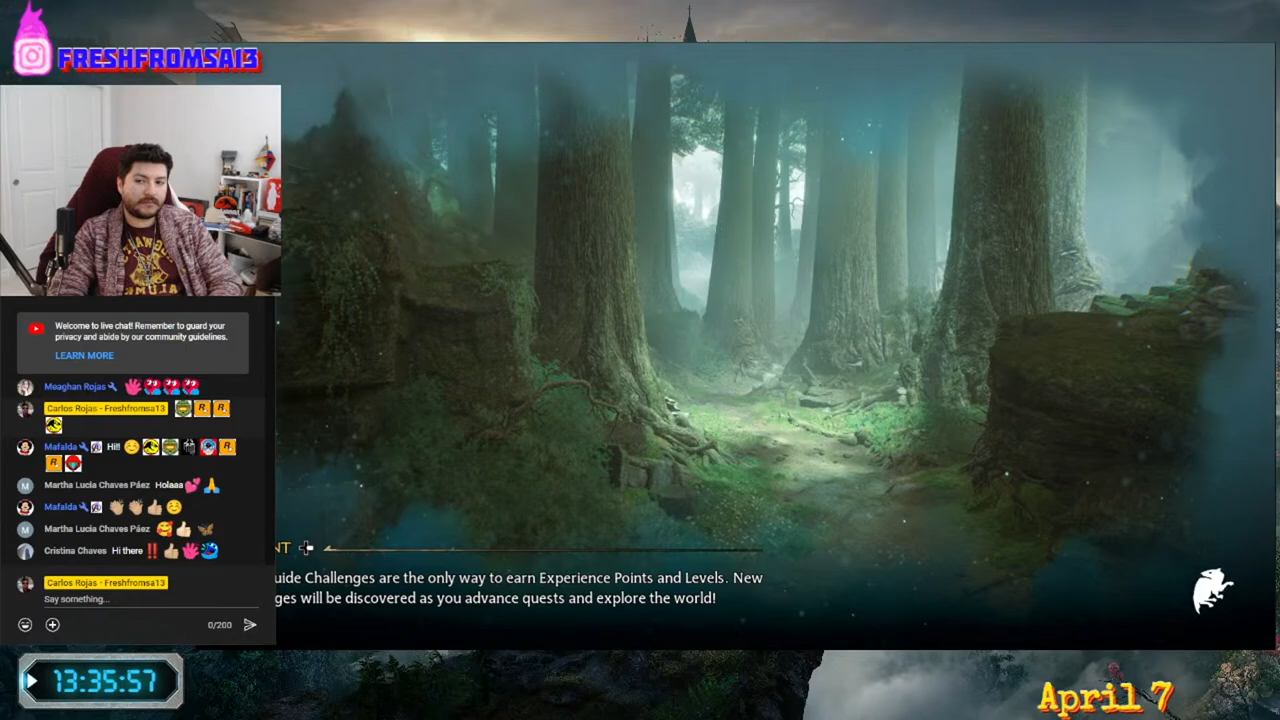 FRESHFROMSA13
Welcome to live chat! Remember to guard your
privacy and abide by our community guidelines.
LEARN MORE
Meaghan Rojas
Carlos Rojas - Freshfromsa13
Mafalda Hi!!
Martha Lucia Chaves Páez Holaaa
Mafalda
Martha Lucia Chaves Páez
Cristina Chaves Hi there
Carlos Rojas - Freshfromsa13
Say something...
0/200
NT
uide Challenges are the only way to earn Experience Points and Levels. New
ges will be discovered as you advance quests and explore the world!
13:35:57
April 7